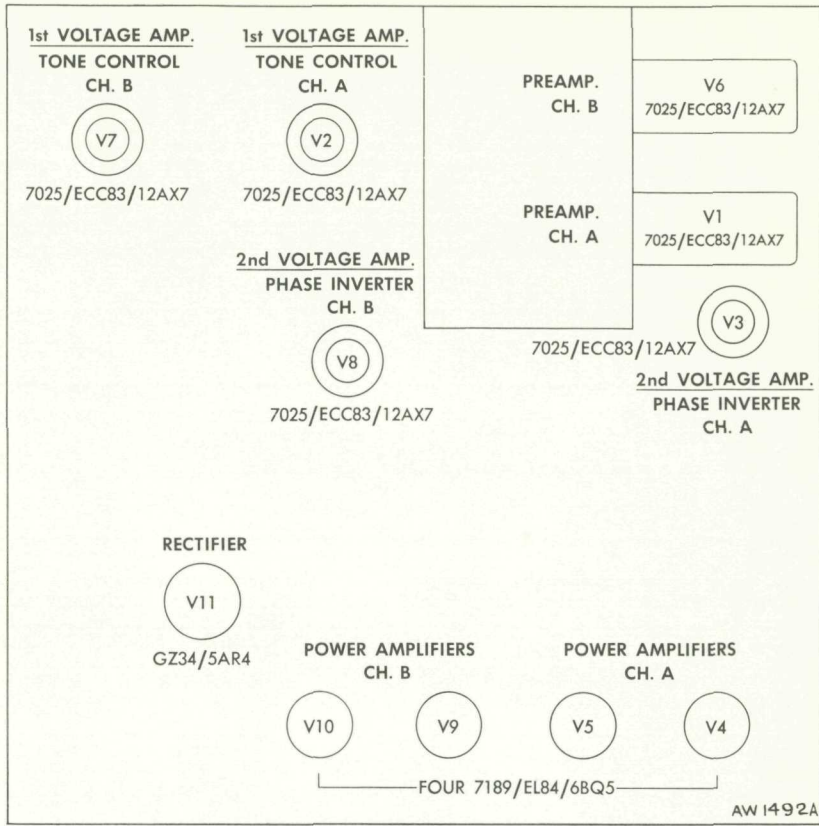 1st VOLTAGE AMP.
TONE CONTROL
CH. B
V7
7025/ECC83/12AX7
1st VOLTAGE AMP.
TONE CONTROL
CH. A
V2
7025/ECC83/12AX7
PREAMP.
CH. B
V6
7025/ECC83/12AX7
PREAMP.
CH. A
V1
7025/ECC83/12AX7
2nd VOLTAGE AMP.
PHASE INVERTER
CH. B
V8
7025/ECC83/12AX7
V3
7025/ECC83/12AX7
2nd VOLTAGE AMP.
PHASE INVERTER
CH. A
RECTIFIER
V11
GZ34/5AR4
POWER AMPLIFIERS
CH. B
POWER AMPLIFIERS
CH. A
V10
V9
V5
V4
FOUR 7189/EL84/6BQ5
AW1492A